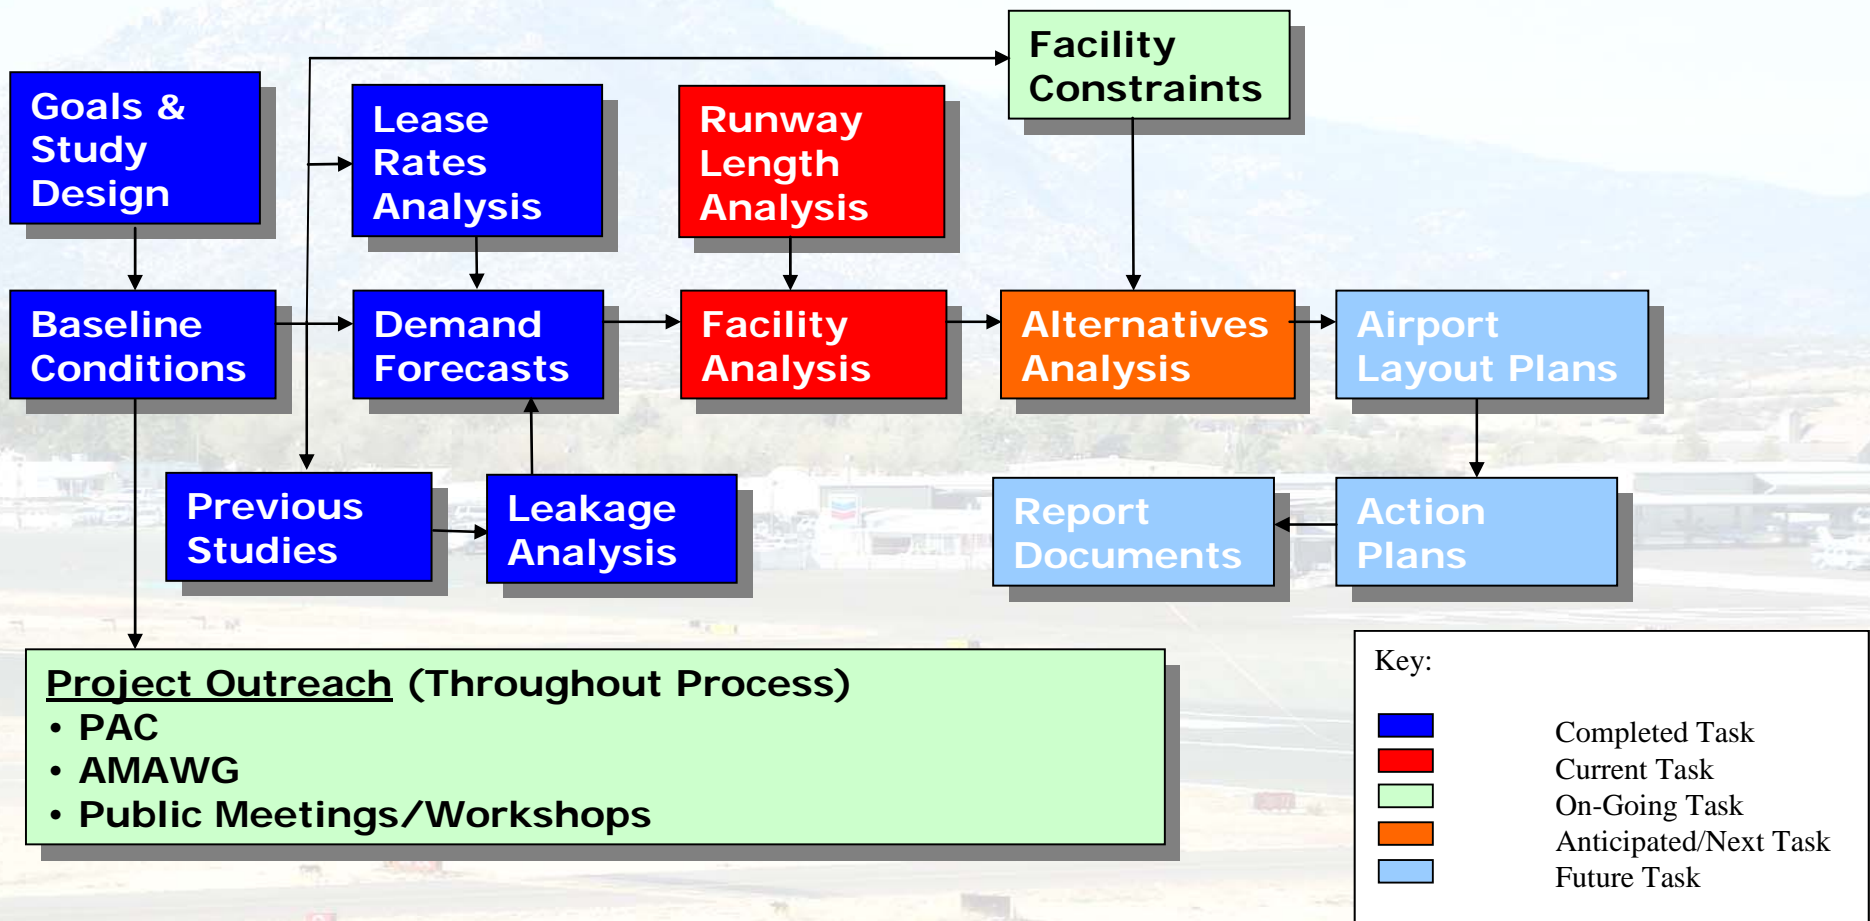 Goals &
Study
Design
Lease
Rates
Analysis
Runway
Length
Analysis
Facility
Constraints
Baseline
Conditions
Demand
Forecasts
Facility
Analysis
Alternatives
Analysis
Airport
Layout Plans
Previous
Studies
Leakage
Analysis
Report
Documents
Action
Plans
Project Outreach (Throughout Process)
• PAC
• AMAWG
• Public Meetings/Workshops
Key:
Completed Task
Current Task
On-Going Task
Anticipated/Next Task
Future Task